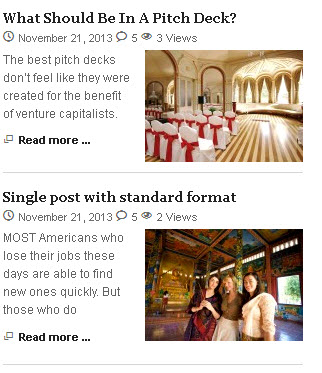 What Should Be In A Pitch Deck?
November 21, 2013 5 3 Views
The best pitch decks
don't feel like they were
created for the benefit
of venture capitalists.
Read more ...
Single post with standard format
November 21, 2013 5 2 Views
MOST Americans who
lose their jobs these
days are able to find
new ones quickly. But
those who do
Read more ...